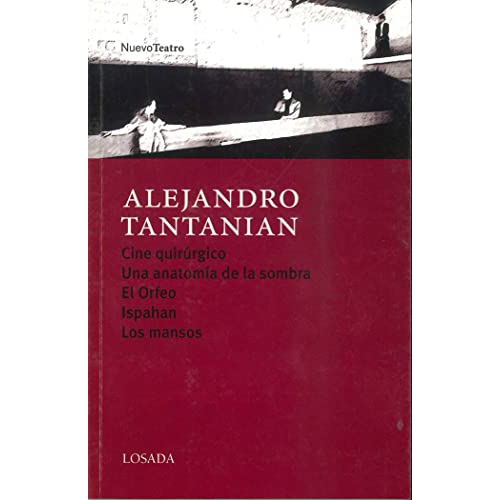 NuevoTeatro
ALEJANDRO
TANTANIAN
Cine quirúrgico
Una anatomía de la sombra
El Orfeo
Ispahan
Los mansos
LOSADA